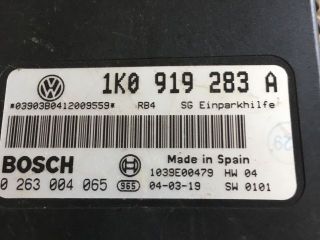 1K0 919 283 A
*03903B0412009559* RB4 SG Einparkhilfe
BOSCH
Made in Spain
1039E00479 HW 04
0 263 004 065 965 04-03-19 SW 0101